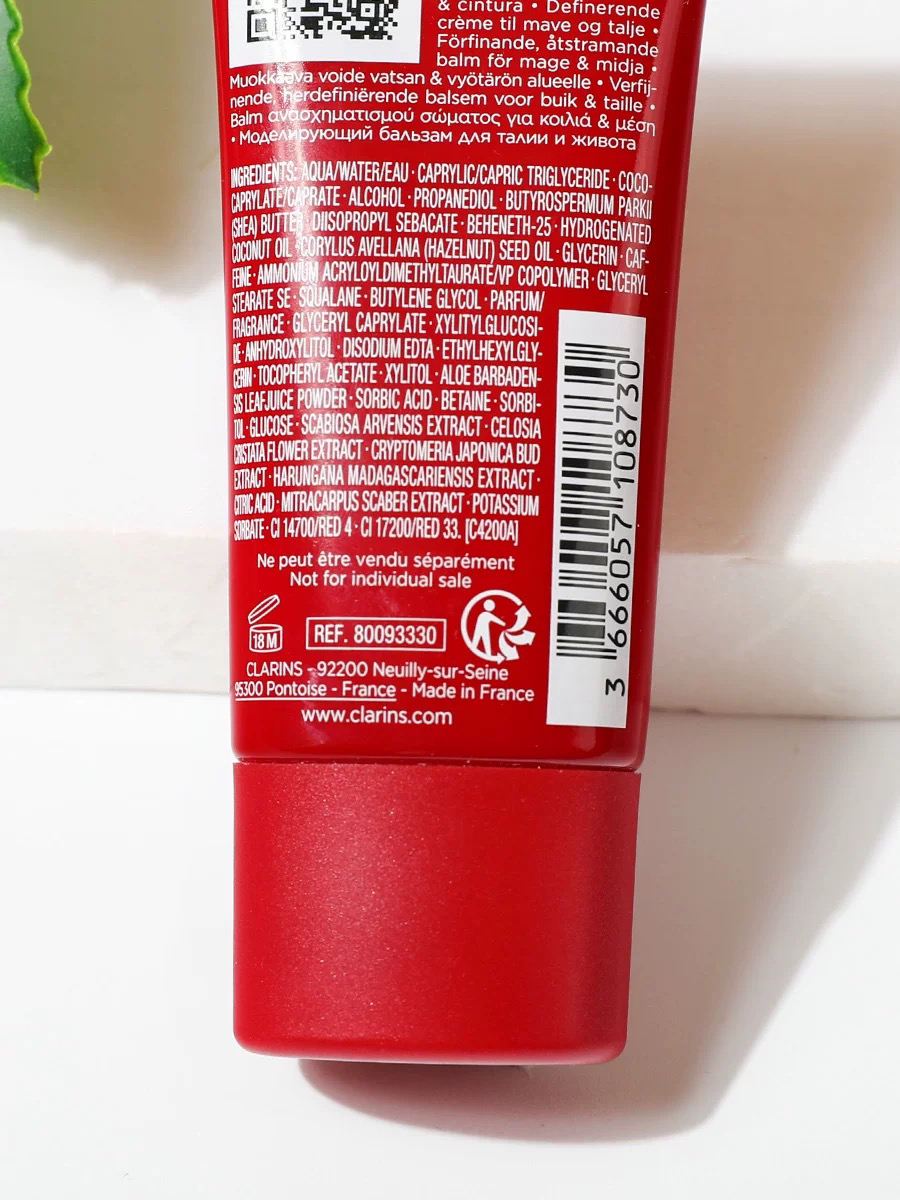 & cintura • Definerende
crème til mave og talje •
Förfinande, åtstramande
balm för mage & midja •
Muokkaava voide vatsan & vyötärön alueelle • Verfij-
nende, herdefiniërende balsem voor buik & taille •
Balm ανασχηματισμού σώματος για κοιλιά & μέση
• Моделирующий бальзам для талии и живота
INGREDIENTS: AQUA/WATER/EAU · CAPRYLIC/CAPRIC TRIGLYCERIDE · COCO-
CAPRYLATE/CAPRATE · ALCOHOL · PROPANEDIOL · BUTYROSPERMUM PARKII
(SHEA) BUTTER · DIISOPROPYL SEBACATE · BEHENETH-25 · HYDROGENATED
COCONUT OIL · CORYLUS AVELLANA (HAZELNUT) SEED OIL · GLYCERIN · CAF-
FEINE · AMMONIUM ACRYLOYLDIMETHYLTAURATE/VP COPOLYMER · GLYCERYL
STEARATE SE · SQUALANE · BUTYLENE GLYCOL · PARFUM/
FRAGRANCE · GLYCERYL CAPRYLATE · XYLITYLGLUCOSI-
DE · ANHYDROXYLITOL · DISODIUM EDTA · ETHYLHEXYLGLY-
CERIN · TOCOPHERYL ACETATE · XYLITOL · ALOE BARBADEN-
SIS LEAF JUICE POWDER · SORBIC ACID · BETAINE · SORBI-
TOL · GLUCOSE · SCABIOSA ARVENSIS EXTRACT · CELOSIA
CRISTATA FLOWER EXTRACT · CRYPTOMERIA JAPONICA BUD
EXTRACT · HARUNGANA MADAGASCARIENSIS EXTRACT ·
CITRIC ACID · MITRACARPUS SCABER EXTRACT · POTASSIUM
SORBATE · CI 14700/RED 4 · CI 17200/RED 33. [C4200A]
Ne peut être vendu séparément
Not for individual sale
18 M
REF. 80093330
CLARINS - 92200 Neuilly-sur-Seine
95300 Pontoise - France - Made in France
www.clarins.com
3 666057 108730